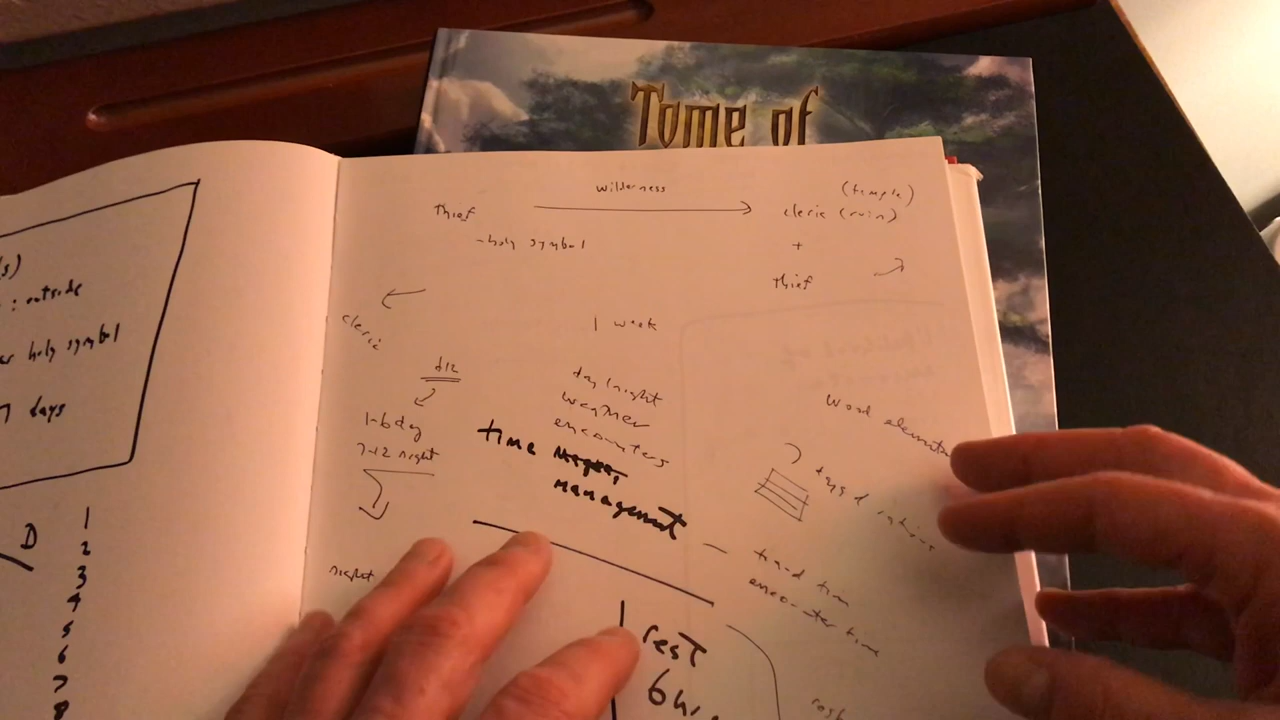 Tome of
s)
: outside
holy symbol
7 days
D
1
2
3
4
5
6
7
8
wilderness
thief
- holy symbol
(temple)
cleric (ruin)
+
thief
cleric
1 week
d12
1-6 day
7-12 night
night
day/night
weather
encounters
time
management
word
7 days of rations
- travel time
encounter time
rest
6 h